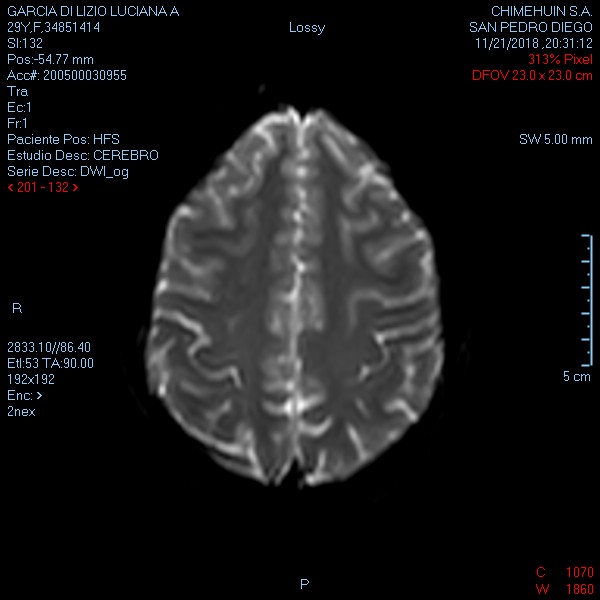 GARCIA DI LIZIO LUCIANA A
29Y,F,34851414
Sl:132
Pos:-54.77 mm
Acc#: 200500030955
Tra
Ec:1
Fr:1
Paciente Pos: HFS
Estudio Desc: CEREBRO
Serie Desc: DWI_og
< 201 - 132 >
Lossy
CHIMEHUIN S.A.
SAN PEDRO DIEGO
11/21/2018 ,20:31:12
313% Pixel
DFOV 23.0 x 23.0 cm
SW 5.00 mm
R
5 cm
2833.10//86.40
Etl:53 TA:90.00
192x192
Enc: >
2nex
P
C 1070
W 1860